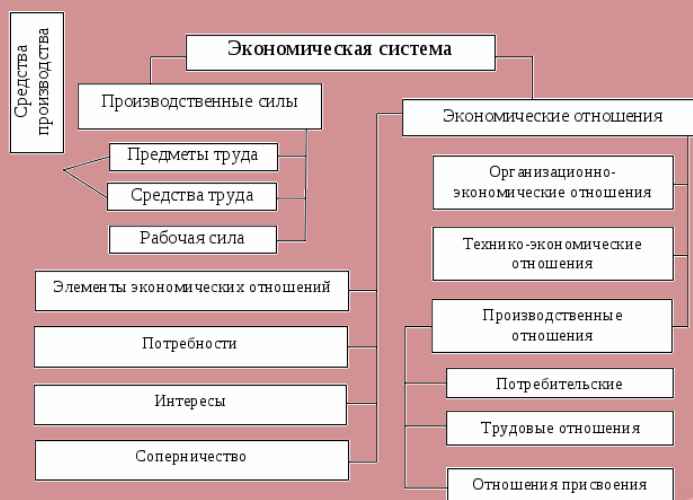 Средства
производства
Экономическая система
Производственные силы
Предметы труда
Средства труда
Рабочая сила
Экономические отношения
Организационно-
экономические отношения
Технико-экономические
отношения
Производственные
отношения
Потребительские
Трудовые отношения
Отношения присвоения
Элементы экономических отношений
Потребности
Интересы
Соперничество